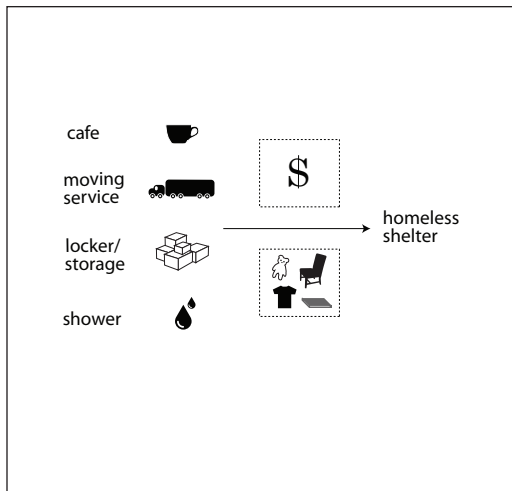 cafe
moving
service
$
homeless
shelter
locker/
storage
shower